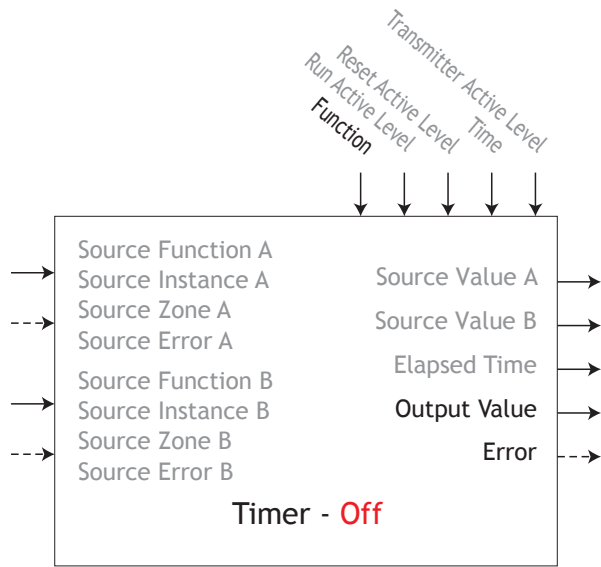 Function
Run Active Level
Reset Active Level
Time
Transmitter Active Level
Source Function A
Source Instance A
Source Zone A
Source Error A
Source Function B
Source Instance B
Source Zone B
Source Error B
Source Value A
Source Value B
Elapsed Time
Output Value
Error
Timer - Off